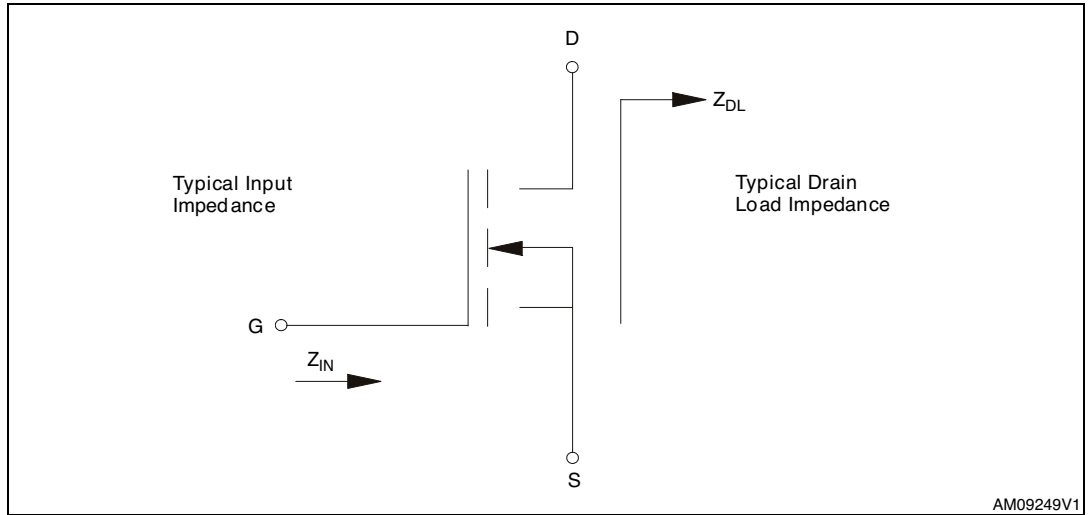 D
Z_DL
Typical Input
Impedance
Typical Drain
Load Impedance
G
Z_IN
S
AM09249V1